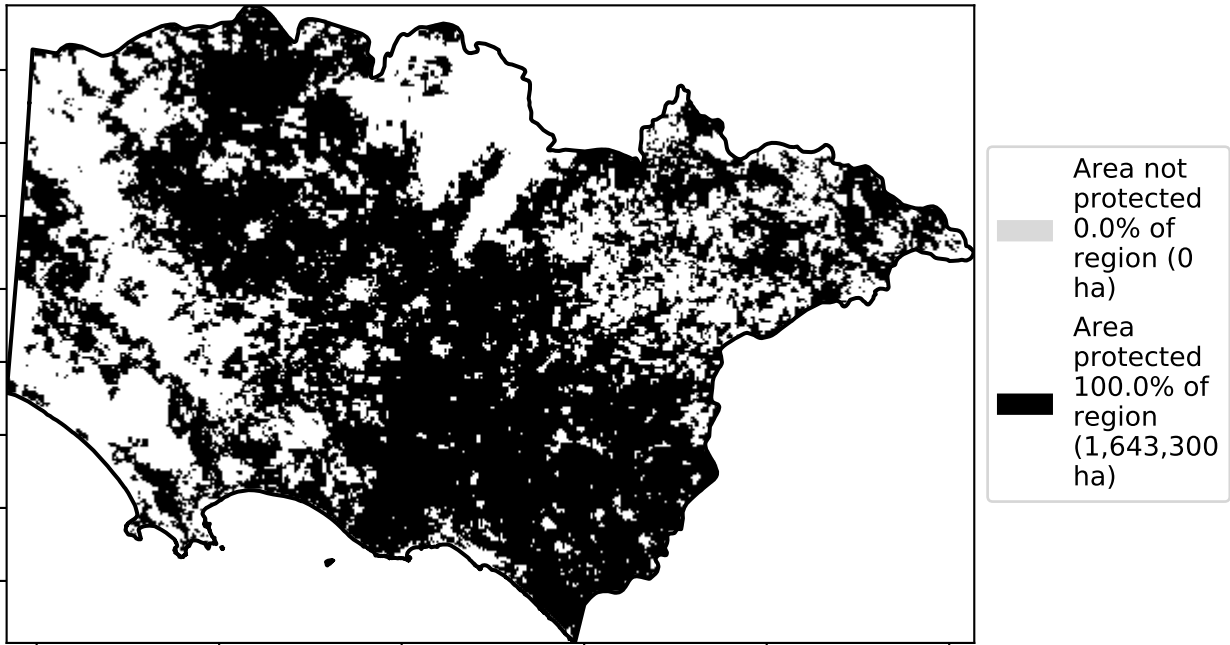 Area not
protected
0.0% of
region (0
ha)
Area
protected
100.0% of
region
(1,643,300
ha)